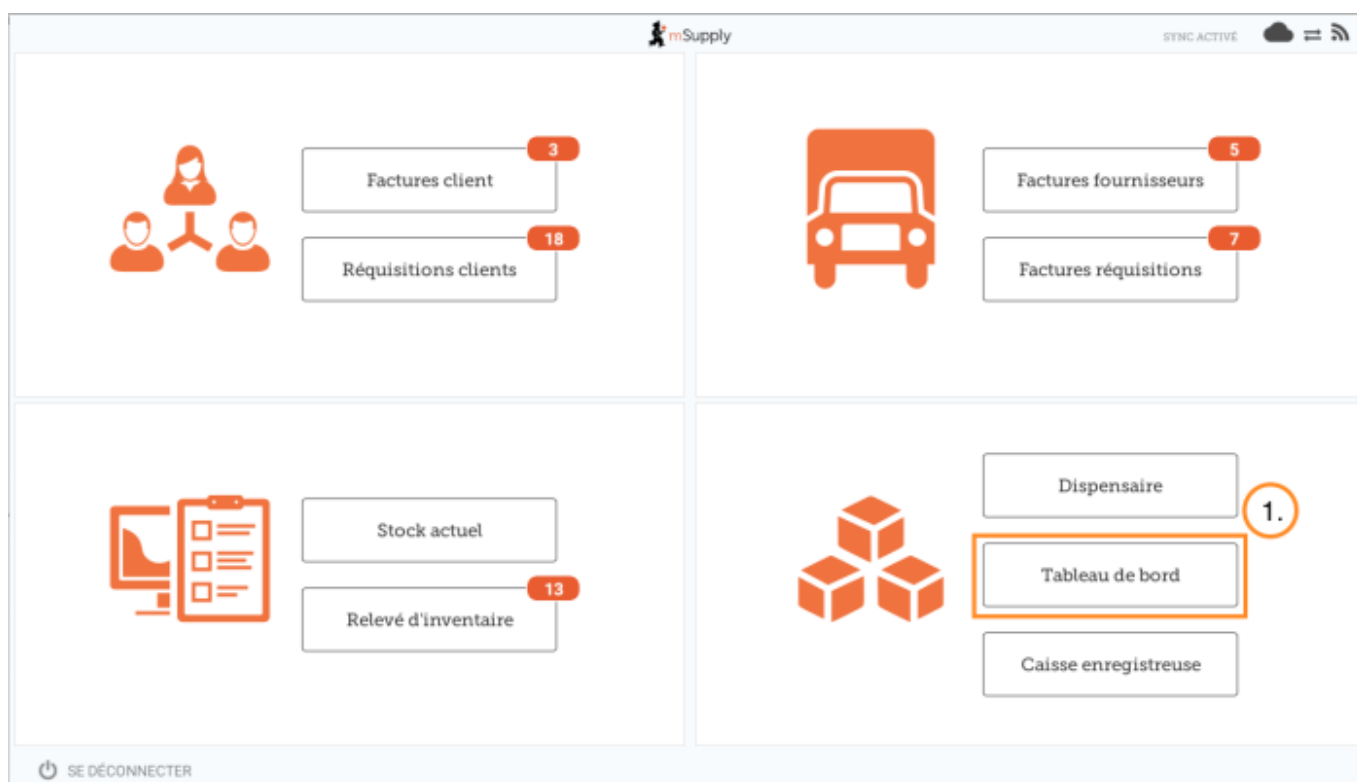 mSupply
SYNC ACTIVÉ
3
Factures client
18
Réquisitions clients
5
Factures fournisseurs
7
Factures réquisitions
Stock actuel
13
Relevé d'inventaire
Dispensaire
1.
Tableau de bord
Caisse enregistreuse
SE DÉCONNECTER